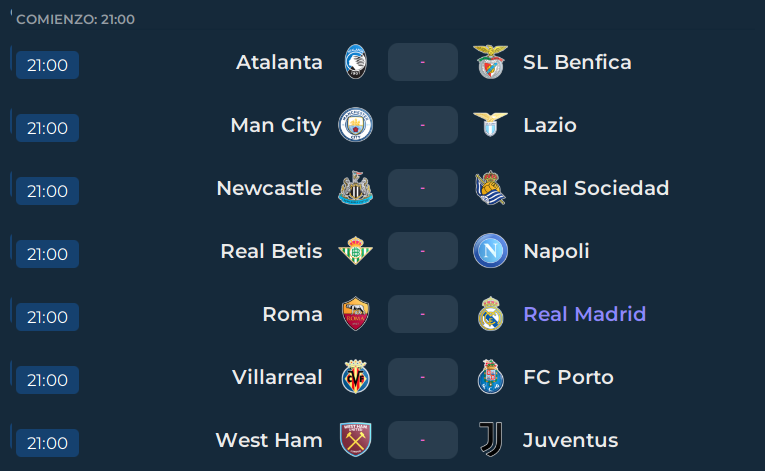 COMIENZO: 21:00
21:00 Atalanta - SL Benfica
21:00 Man City - Lazio
21:00 Newcastle - Real Sociedad
21:00 Real Betis - Napoli
21:00 Roma - Real Madrid
21:00 Villarreal - FC Porto
21:00 West Ham - Juventus